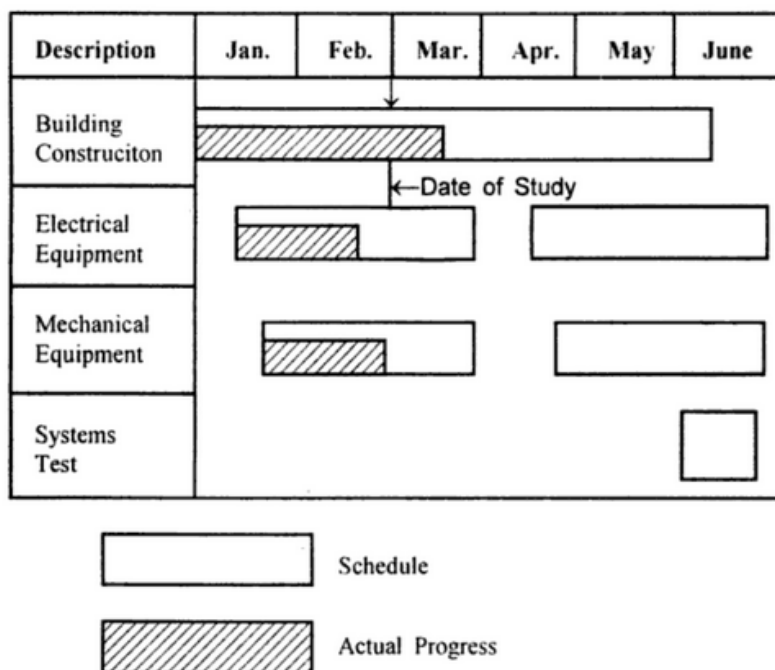 Description Jan. Feb. Mar. Apr. May June
Building
Construciton
←Date of Study
Electrical
Equipment
Mechanical
Equipment
Systems
Test
Schedule
Actual Progress